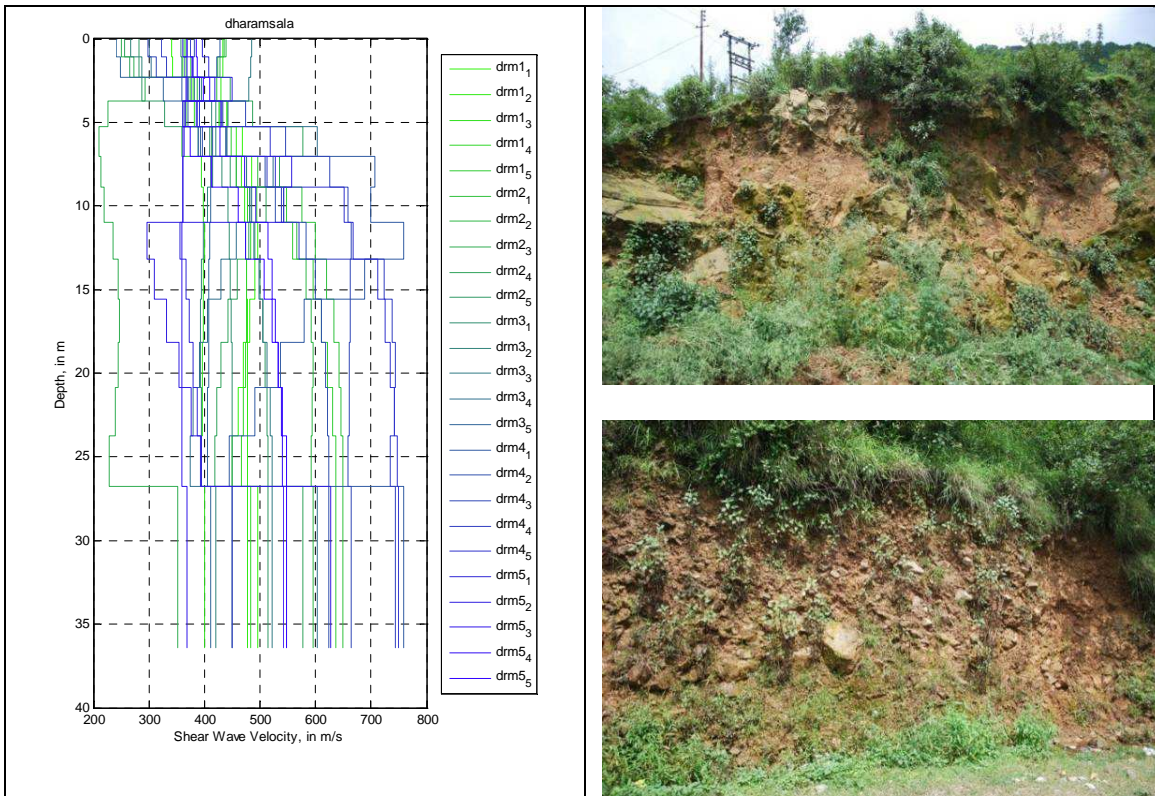 dharamsala
0
5
10
15
20
25
30
35
40
Depth, in m
200 300 400 500 600 700 800
Shear Wave Velocity, in m/s
drm1₁
drm1₂
drm1₃
drm1₄
drm1₅
drm2₁
drm2₂
drm2₃
drm2₄
drm2₅
drm3₁
drm3₂
drm3₃
drm3₄
drm3₅
drm4₁
drm4₂
drm4₃
drm4₄
drm4₅
drm5₁
drm5₂
drm5₃
drm5₄
drm5₅